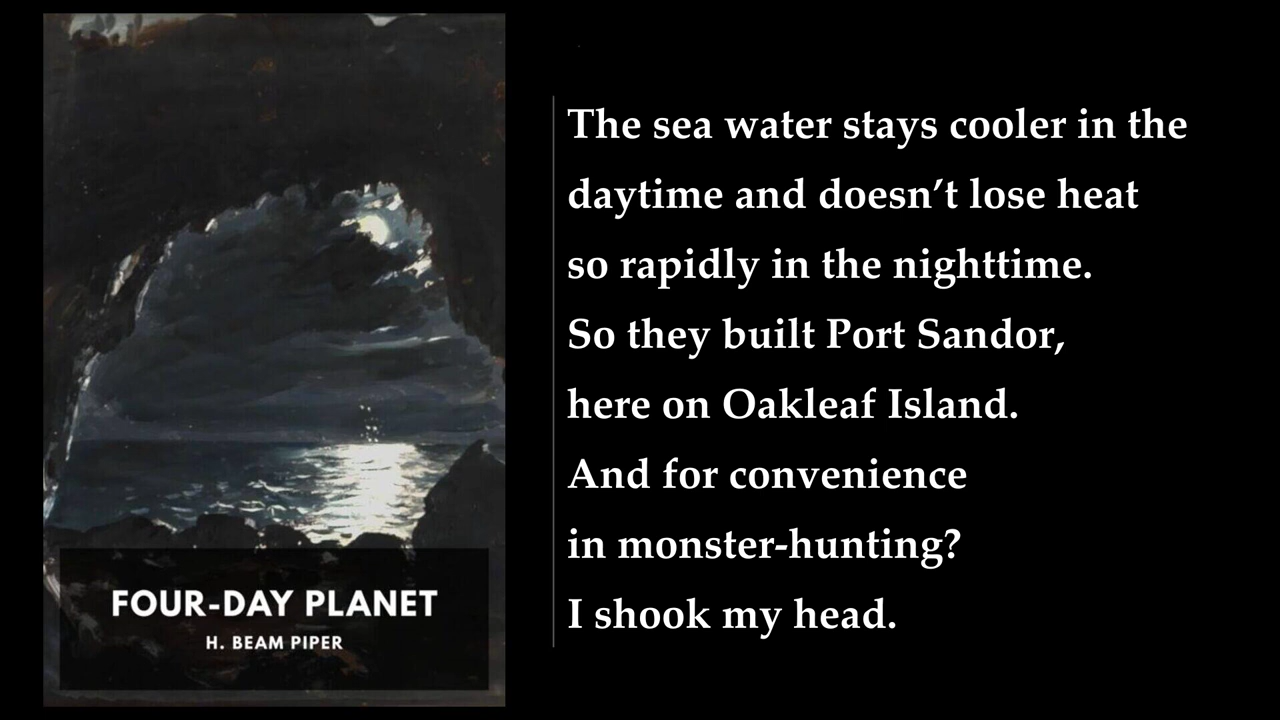 FOUR-DAY PLANET
H. BEAM PIPER
The sea water stays cooler in the
daytime and doesn’t lose heat
so rapidly in the nighttime.
So they built Port Sandor,
here on Oakleaf Island.
And for convenience
in monster-hunting?
I shook my head.